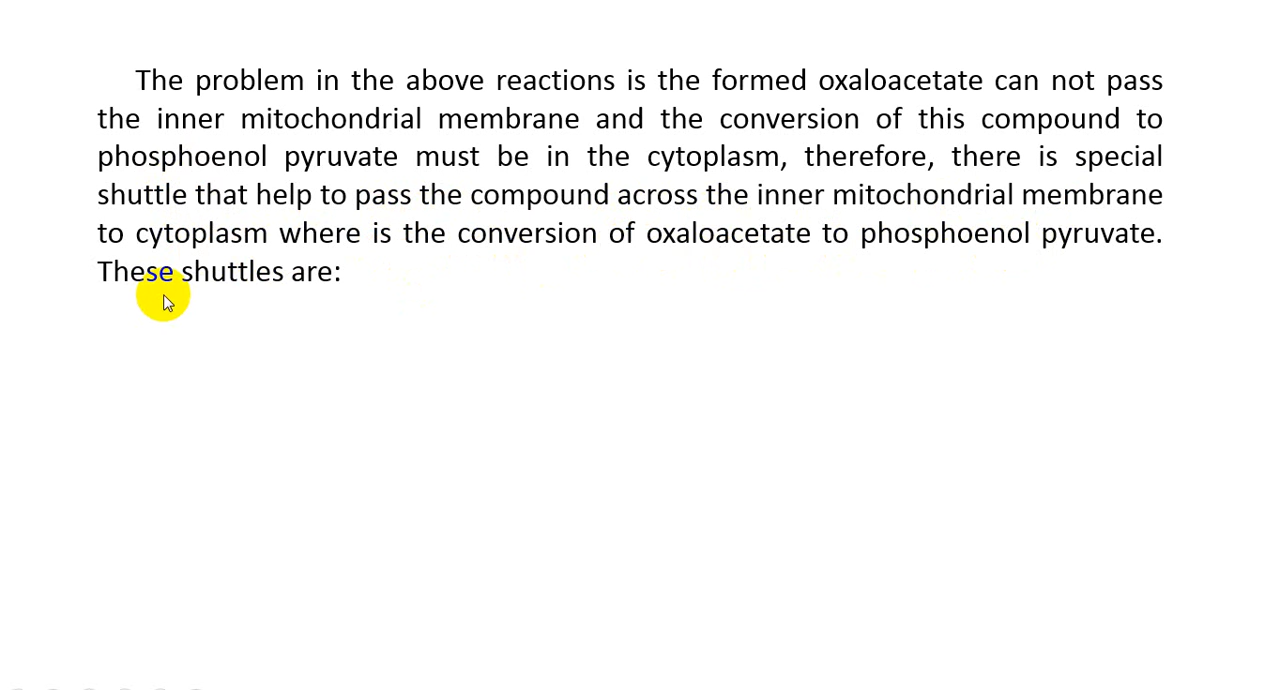 The problem in the above reactions is the formed oxaloacetate can not pass
the inner mitochondrial membrane and the conversion of this compound to
phosphoenol pyruvate must be in the cytoplasm, therefore, there is special
shuttle that help to pass the compound across the inner mitochondrial membrane
to cytoplasm where is the conversion of oxaloacetate to phosphoenol pyruvate.
These shuttles are: